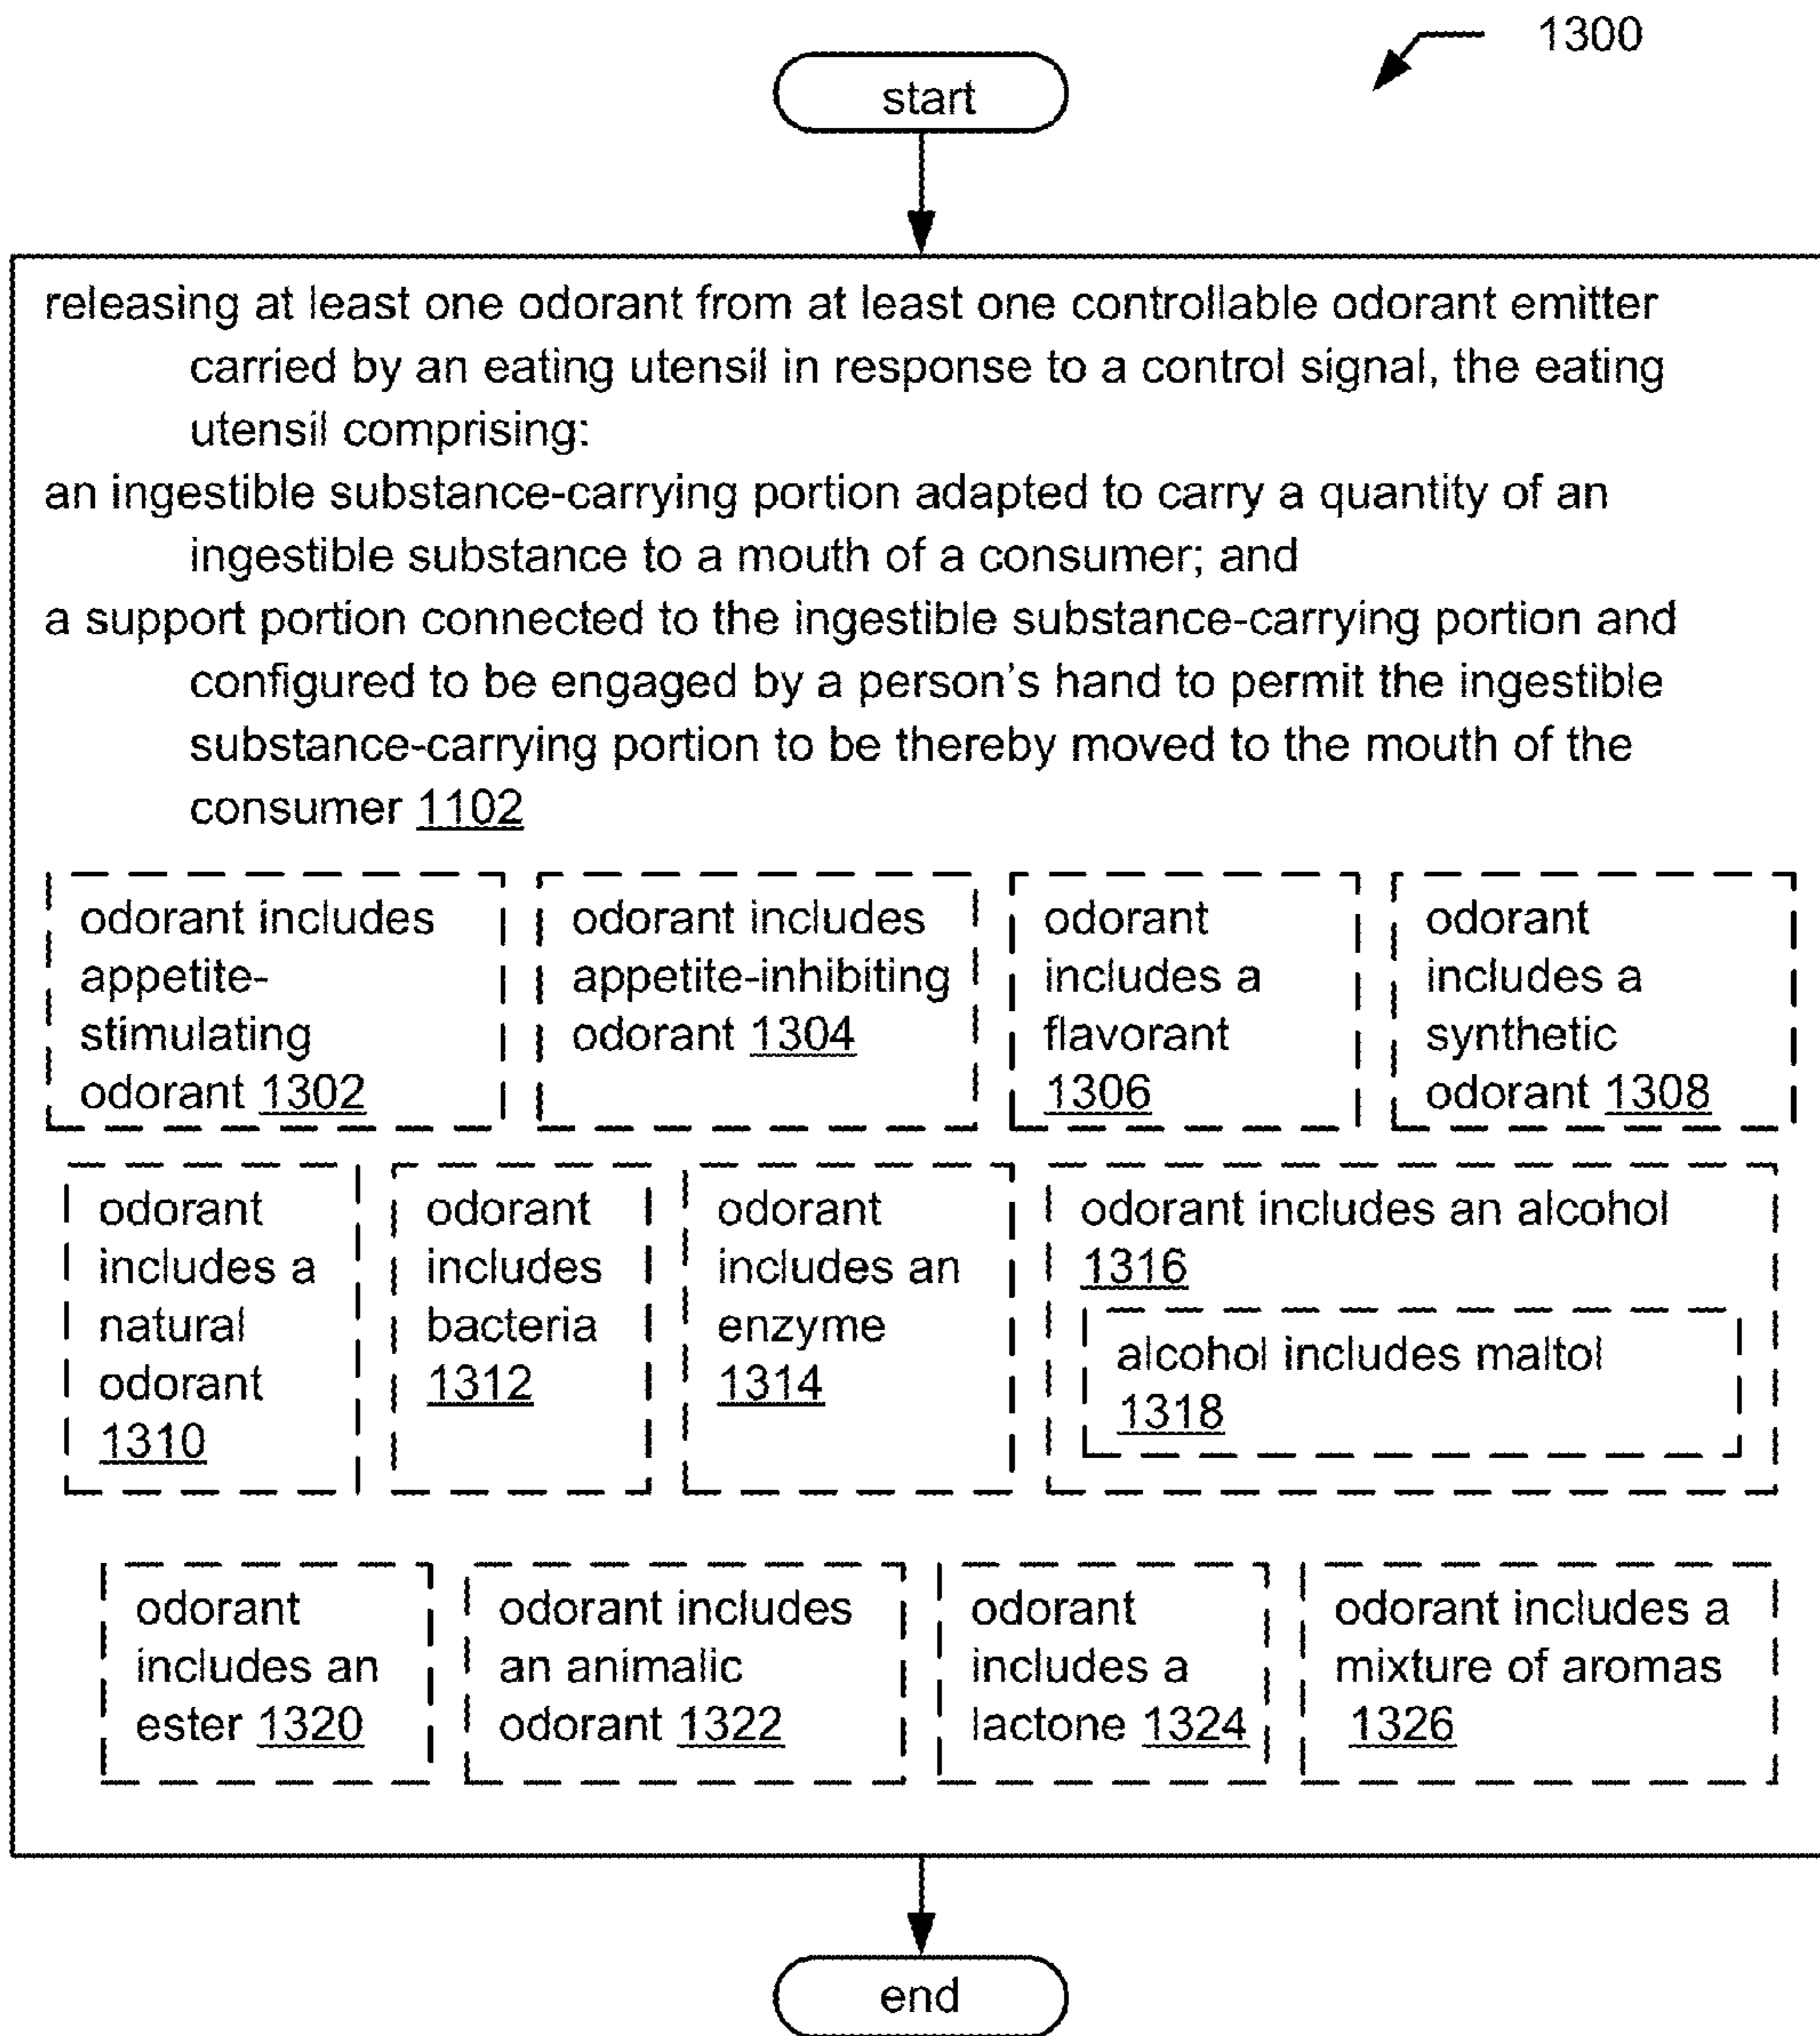 1300
start
releasing at least one odorant from at least one controllable odorant emitter
carried by an eating utensil in response to a control signal, the eating
utensil comprising:
an ingestible substance-carrying portion adapted to carry a quantity of an
ingestible substance to a mouth of a consumer; and
a support portion connected to the ingestible substance-carrying portion and
configured to be engaged by a person's hand to permit the ingestible
substance-carrying portion to be thereby moved to the mouth of the
consumer 1102
odorant includes
appetite-
stimulating
odorant 1302
odorant includes
appetite-inhibiting
odorant 1304
odorant
includes a
flavorant
1306
odorant
includes a
synthetic
odorant 1308
odorant
includes a
natural
odorant
1310
odorant
includes
bacteria
1312
odorant
includes an
enzyme
1314
odorant includes an alcohol
1316
alcohol includes maltol
1318
odorant
includes an
ester 1320
odorant includes
an animalic
odorant 1322
odorant
includes a
lactone 1324
odorant includes a
mixture of aromas
1326
end